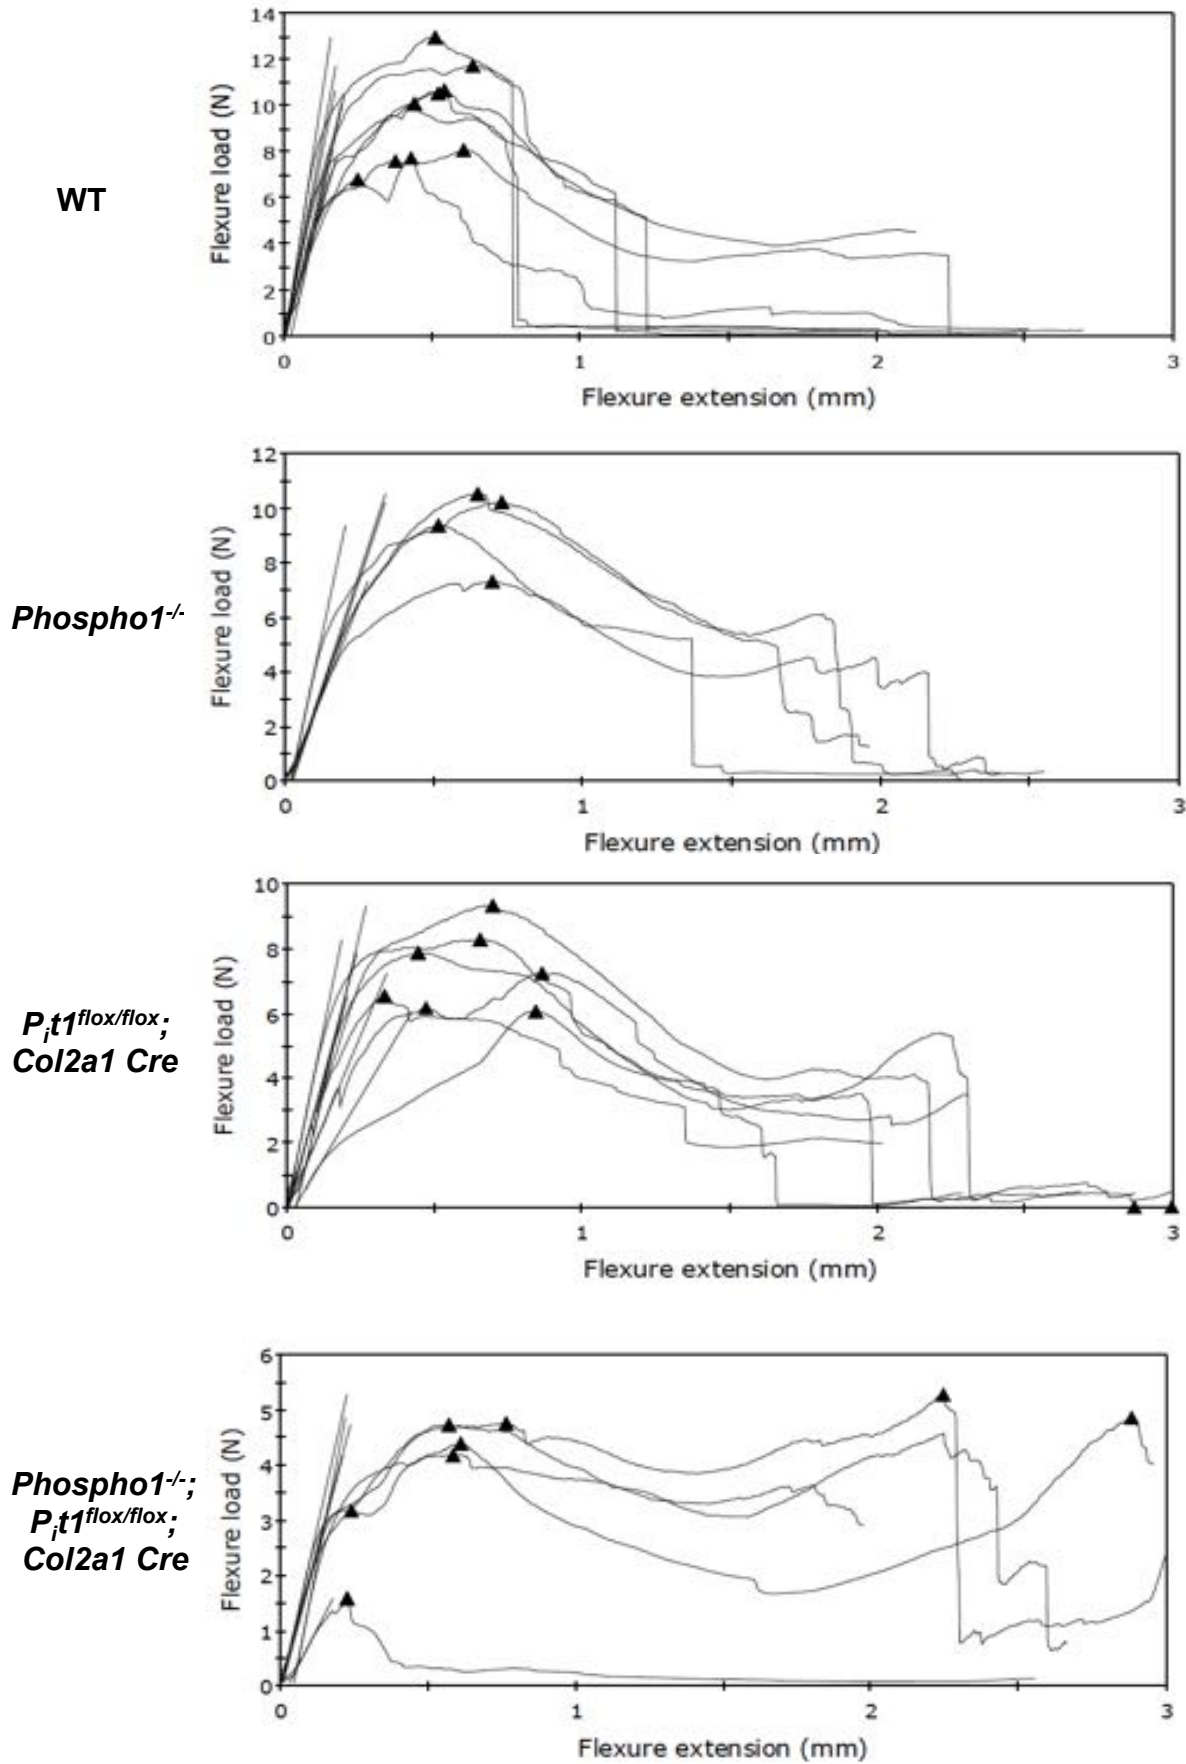 14
12
10
8
6
4
2
0
Flexure load (N)
WT
0 1 2 3
Flexure extension (mm)
12
10
8
6
4
2
0
Flexure load (N)
Phospho1-/-
0 1 2 3
Flexure extension (mm)
10
8
6
4
2
0
Flexure load (N)
Pit1flox/flox;
Col2a1 Cre
0 1 2 3
Flexure extension (mm)
6
5
4
3
2
1
0
Flexure load (N)
Phospho1-/-;
Pit1flox/flox;
Col2a1 Cre
0 1 2 3
Flexure extension (mm)